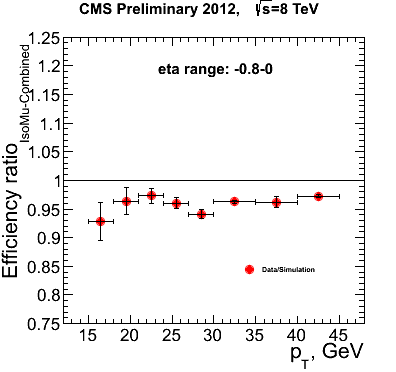 CMS Preliminary 2012, √s=8 TeV
eta range: -0.8-0
Efficiency ratio IsoMu-Combined
1.25
1.2
1.15
1.1
1.05
1
0.95
0.9
0.85
0.8
0.75
Data/Simulation
15 20 25 30 35 40 45
p_T, GeV